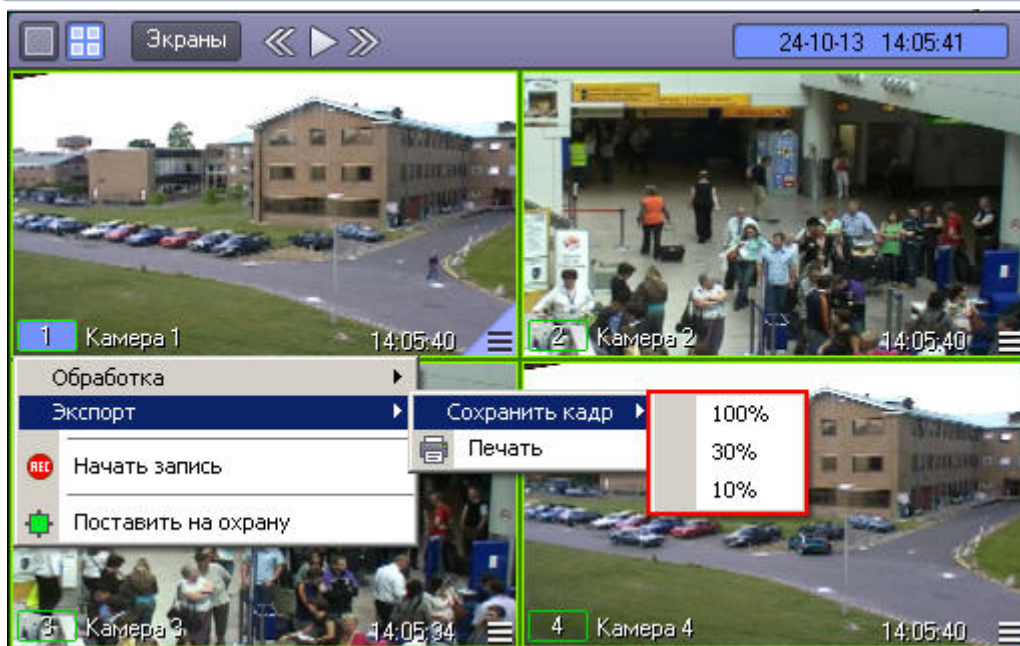 Экраны
24-10-13 14:05:41
1 Камера 1 14:05:40
2 Камера 2 14:05:40
Обработка
Экспорт
Сохранить кадр
100%
30%
10%
Печать
REC Начать запись
Поставить на охрану
3 Камера 3 14:05:34
4 Камера 4 14:05:40